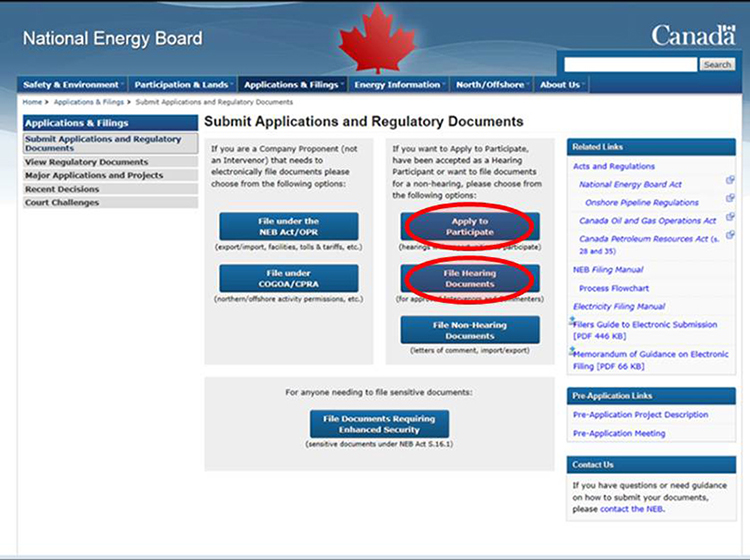 National Energy Board
Canada
Search
Safety & Environment
Participation & Lands
Applications & Filings
Energy Information
North/Offshore
About Us
Home > Applications & Filings > Submit Applications and Regulatory Documents
Applications & Filings
Submit Applications and Regulatory
Documents
View Regulatory Documents
Major Applications and Projects
Recent Decisions
Court Challenges
Submit Applications and Regulatory Documents
If you are a Company Proponent (not
an Intervenor) that needs to
electronically file documents please
choose from the following options:
File under the
NEB Act/OPR
(export/import, facilities, tolls & tariffs, etc.)
File under
COGOA/CPRA
(northern/offshore activity permissions, etc.)
If you want to Apply to Participate,
have been accepted as a Hearing
Participant or want to file documents
for a non-hearing, please choose from
the following options:
Apply to
Participate
(hearings participate)
File Hearing
Documents
(for approved Intervenors and Commenters)
File Non-Hearing
Documents
(letters of comment, import/export)
For anyone needing to file sensitive documents:
File Documents Requiring
Enhanced Security
(sensitive documents under NEB Act S.16.1)
Related Links
Acts and Regulations
National Energy Board Act
Onshore Pipeline Regulations
Canada Oil and Gas Operations Act
Canada Petroleum Resources Act (s.
28 and 35)
NEB Filing Manual
Process Flowchart
Electricity Filing Manual
Filers Guide to Electronic Submission
[PDF 446 KB]
Memorandum of Guidance on Electronic
Filing [PDF 66 KB]
Pre-Application Links
Pre-Application Project Description
Pre-Application Meeting
Contact Us
If you have questions or need guidance
on how to submit your documents,
please contact the NEB.